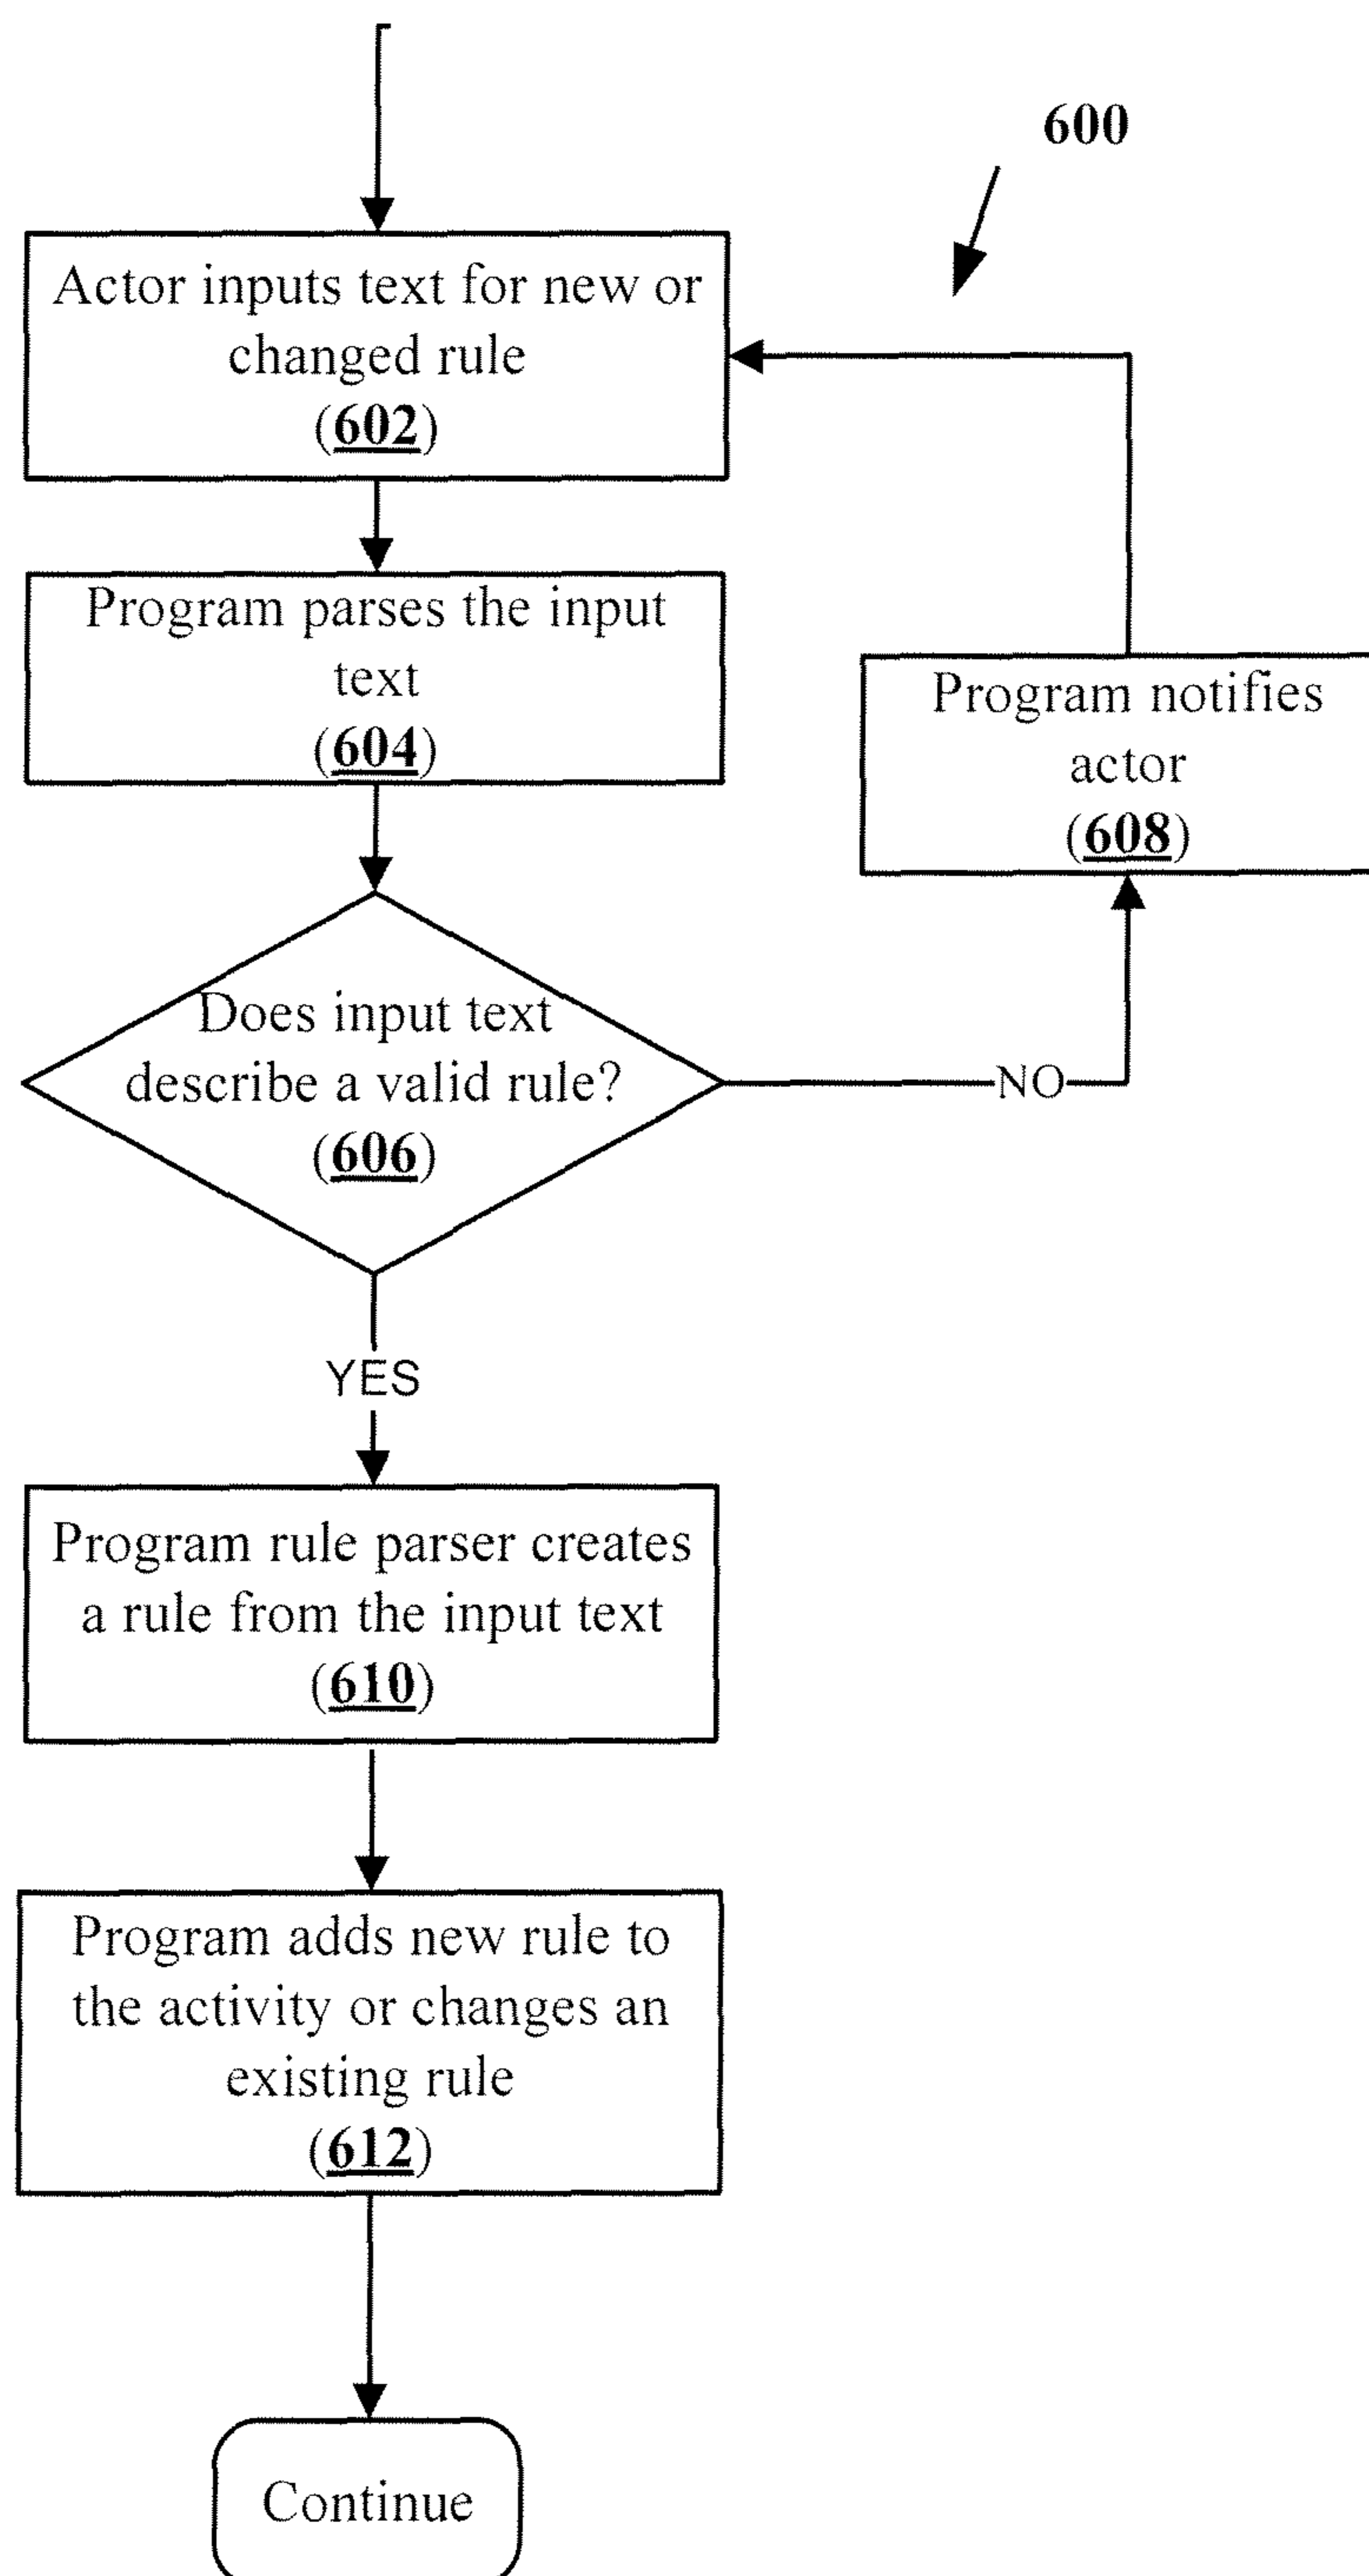 600
Actor inputs text for new or
changed rule
(602)
Program parses the input
text
(604)
Program notifies
actor
(608)
Does input text
describe a valid rule?
(606)
NO
YES
Program rule parser creates
a rule from the input text
(610)
Program adds new rule to
the activity or changes an
existing rule
(612)
Continue